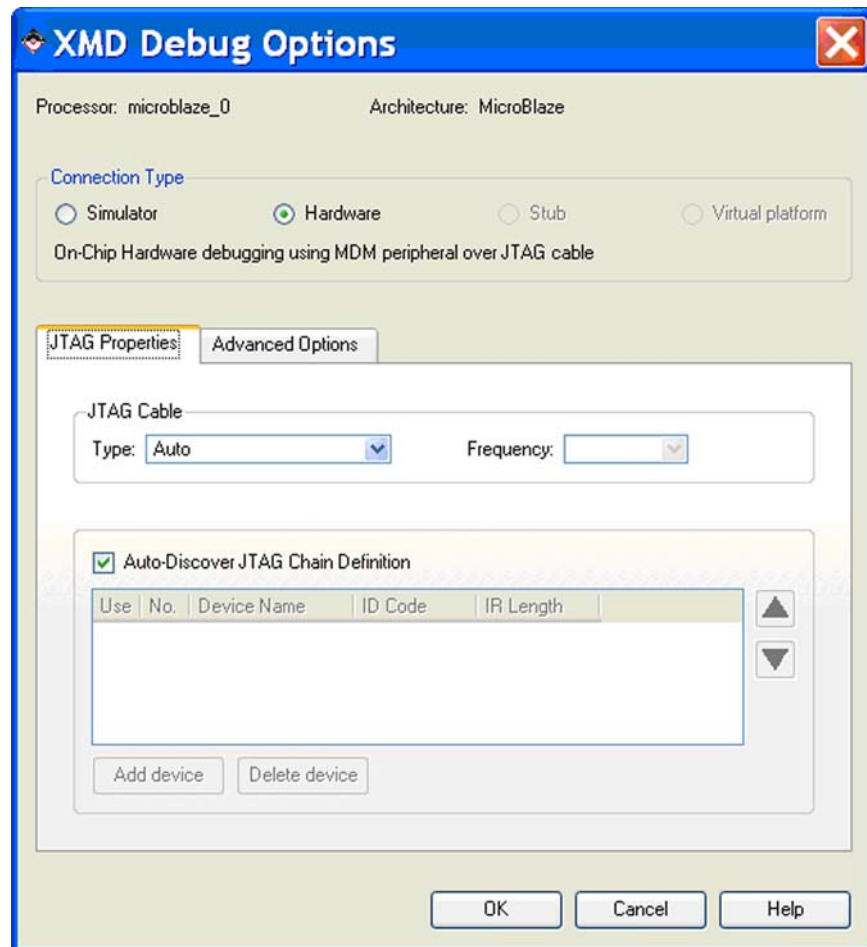 XMD Debug Options
Processor: microblaze_0 Architecture: MicroBlaze
Connection Type
Simulator Hardware Stub Virtual platform
On-Chip Hardware debugging using MDM peripheral over JTAG cable
JTAG Properties Advanced Options
JTAG Cable
Type: Auto Frequency:
Auto-Discover JTAG Chain Definition
Use No. Device Name ID Code IR Length
Add device Delete device
OK Cancel Help